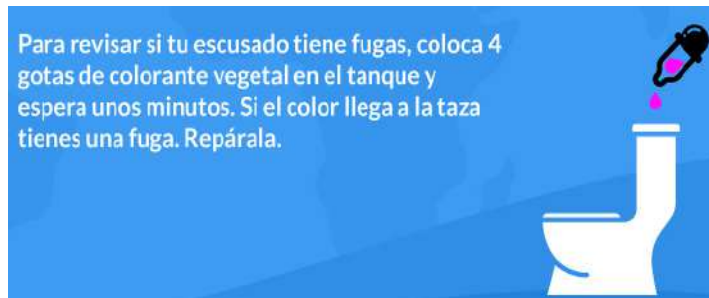 Para revisar si tu escusado tiene fugas, coloca 4
gotas de colorante vegetal en el tanque y
espera unos minutos. Si el color llega a la taza
tienes una fuga. Repárala.